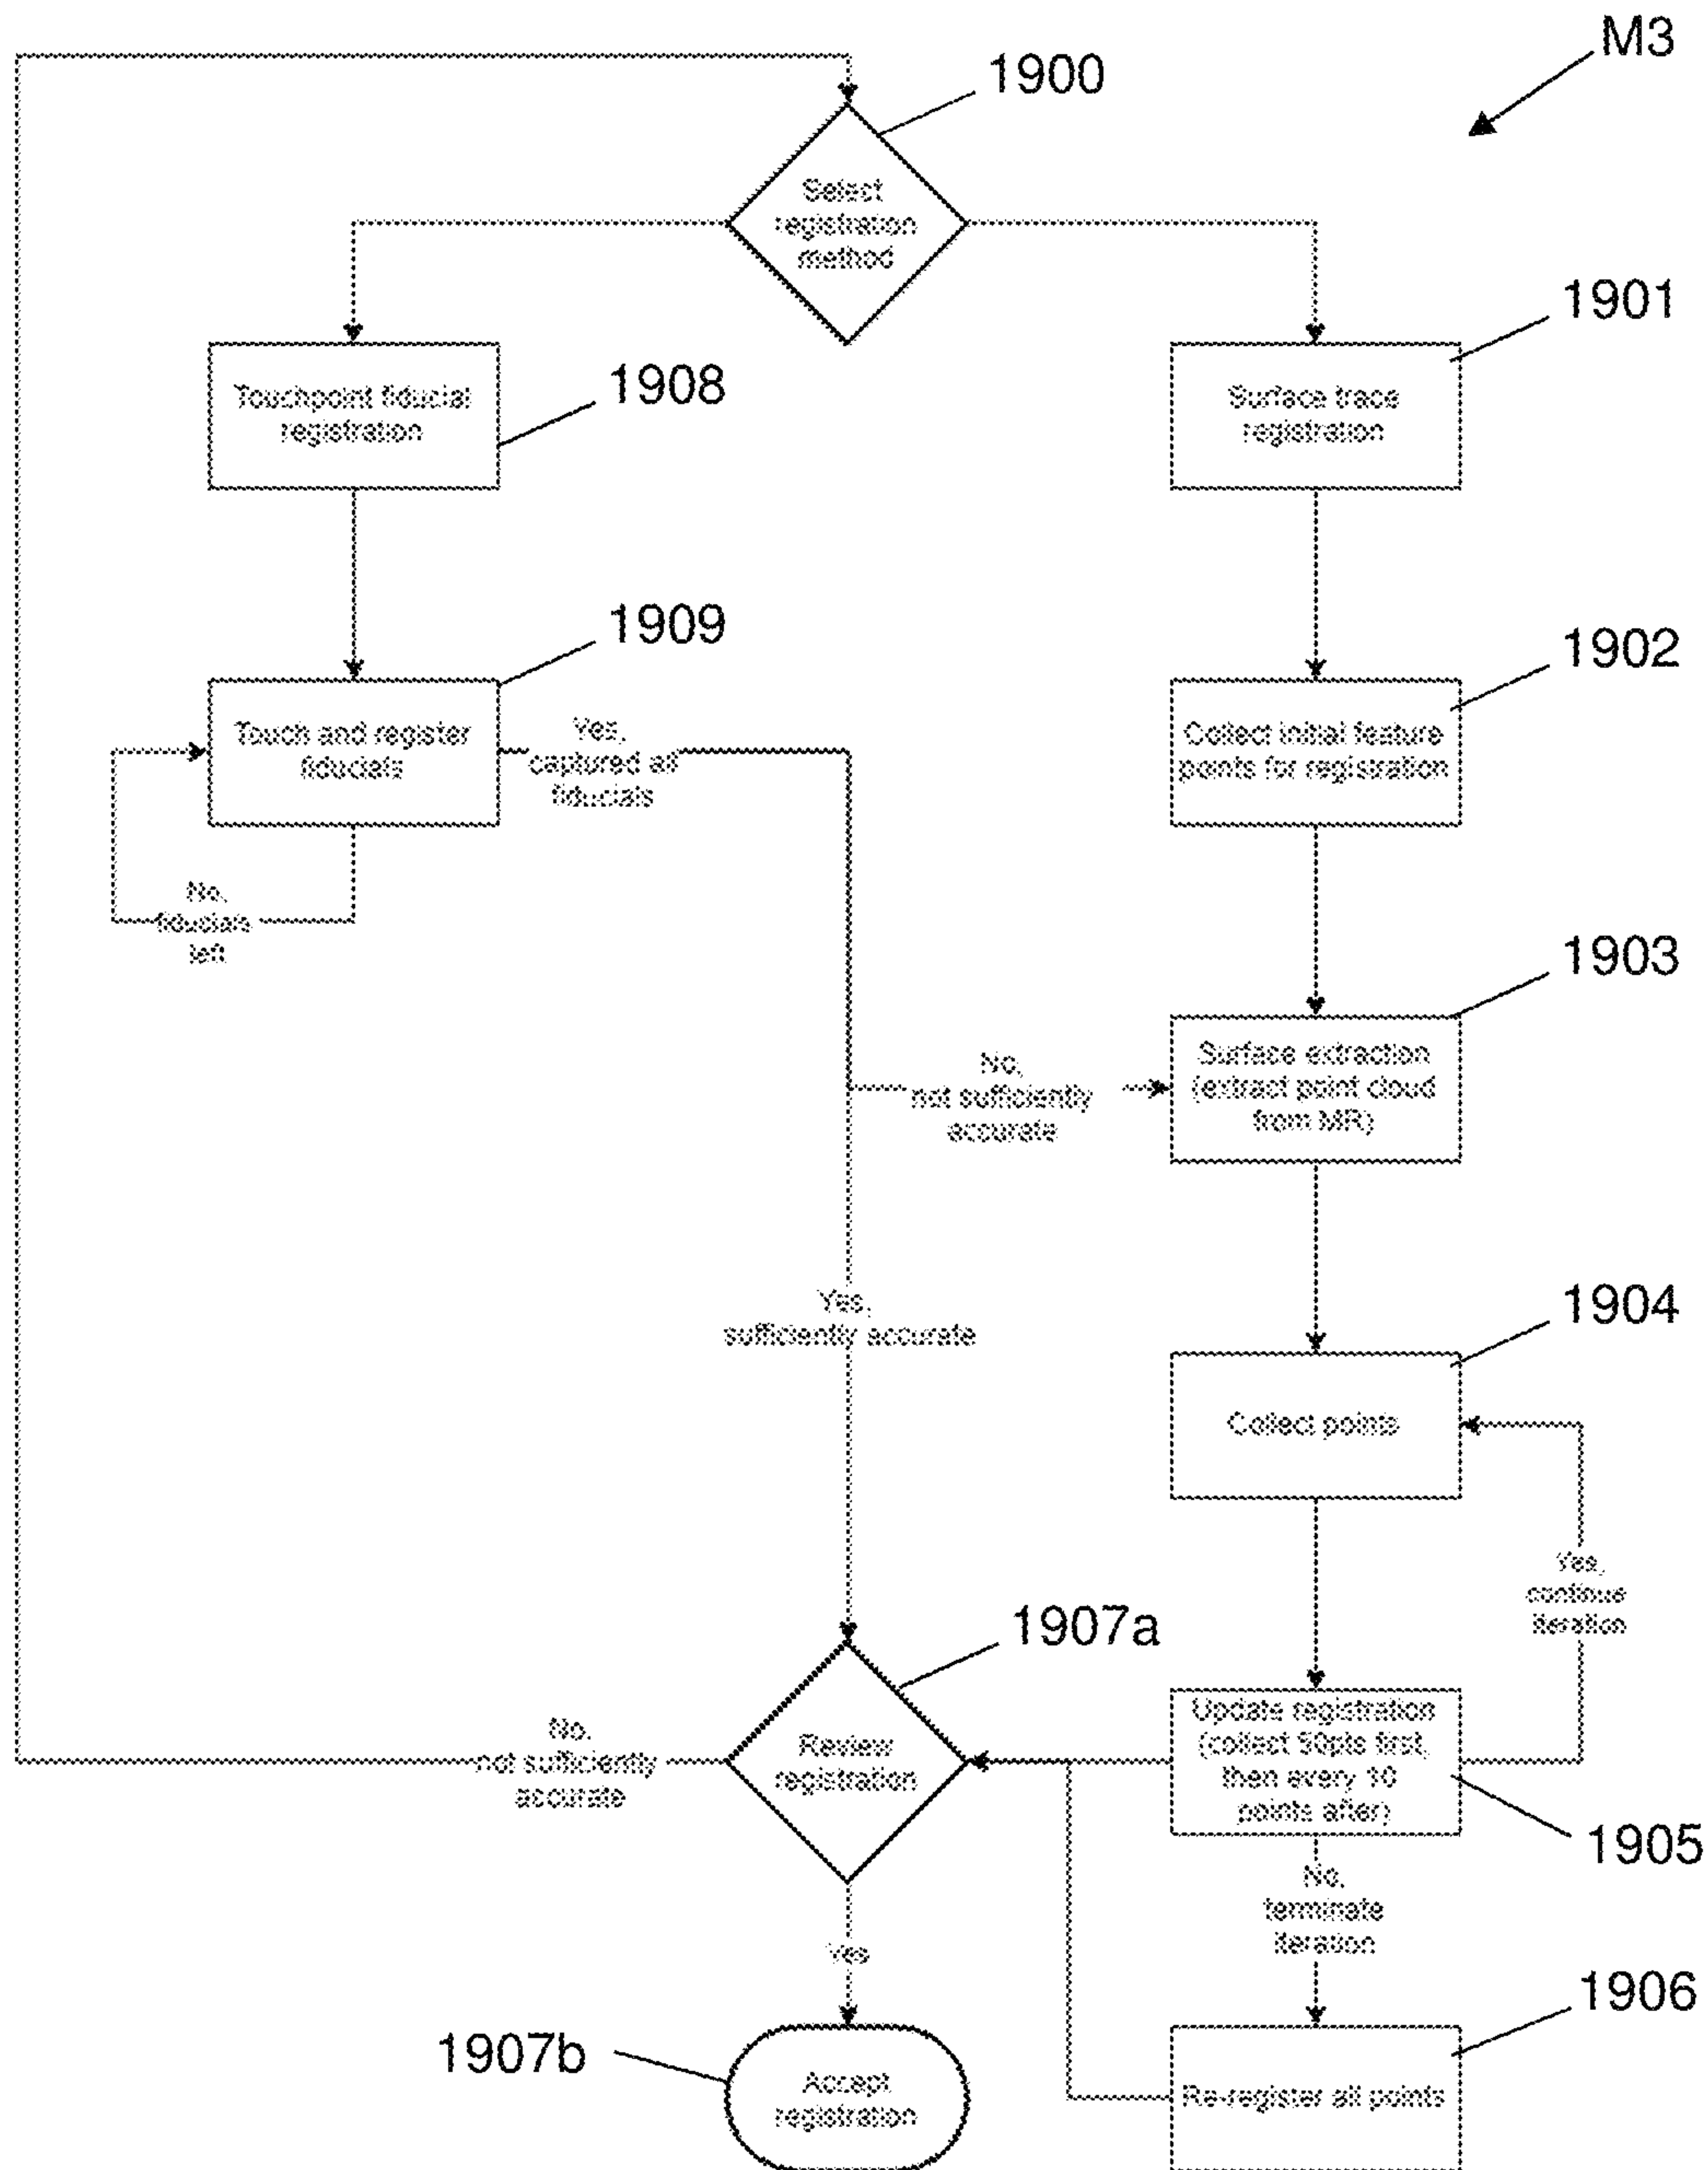 M3
1900
Select
registration
method
1901
Surface trace
registration
1908
Touchpoint fiducial
registration
1909
Touch and register
fiducials
Yes,
captured all
fiducials
No,
fiducials
left
1902
Collect initial feature
points for registration
1903
Surface extraction
(extract point cloud
from MR)
No,
not sufficiently
accurate
Yes,
sufficiently accurate
1904
Collect points
Yes,
continue
iteration
1907a
Review
registration
No,
not sufficiently
accurate
Update registration
(collect 50pts first,
then every 10
points after)
1905
No,
terminate
iteration
Yes
1906
Re-register all points
1907b
Accept
registration